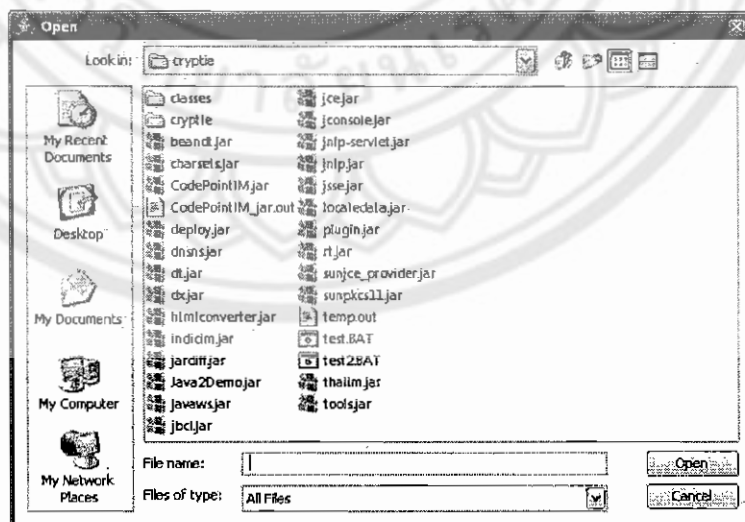 Open
Look in:
cryptie
My Recent
Documents
Desktop
My Documents
My Computer
My Network
Places
classes
cryptie
beandt.jar
charsets.jar
CodePointIM.jar
CodePointIM_jar.out
deploy.jar
dnsns.jar
dt.jar
dx.jar
htmlconverter.jar
indicim.jar
jardiff.jar
Java2Demo.jar
javaws.jar
jbcl.jar
jce.jar
jconsole.jar
jnlp-servlet.jar
jnlp.jar
jsse.jar
localedata.jar
plugin.jar
rt.jar
sunjce_provider.jar
sunpkcs11.jar
temp.out
test.BAT
test2.BAT
thaiim.jar
tools.jar
File name:
Open
Files of type:
All Files
Cancel